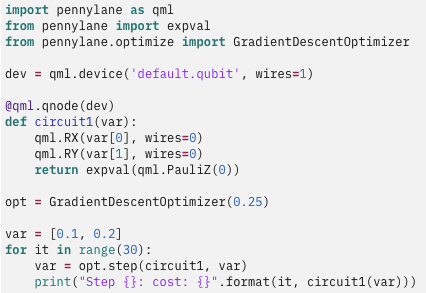 import pennylane as qml
from pennylane import expval
from pennylane.optimize import GradientDescentOptimizer

dev = qml.device('default.qubit', wires=1)

@qml.qnode(dev)
def circuit1(var):
    qml.RX(var[0], wires=0)
    qml.RY(var[1], wires=0)
    return expval(qml.PauliZ(0))

opt = GradientDescentOptimizer(0.25)

var = [0.1, 0.2]
for it in range(30):
    var = opt.step(circuit1, var)
    print("Step {}: cost: {}".format(it, circuit1(var)))